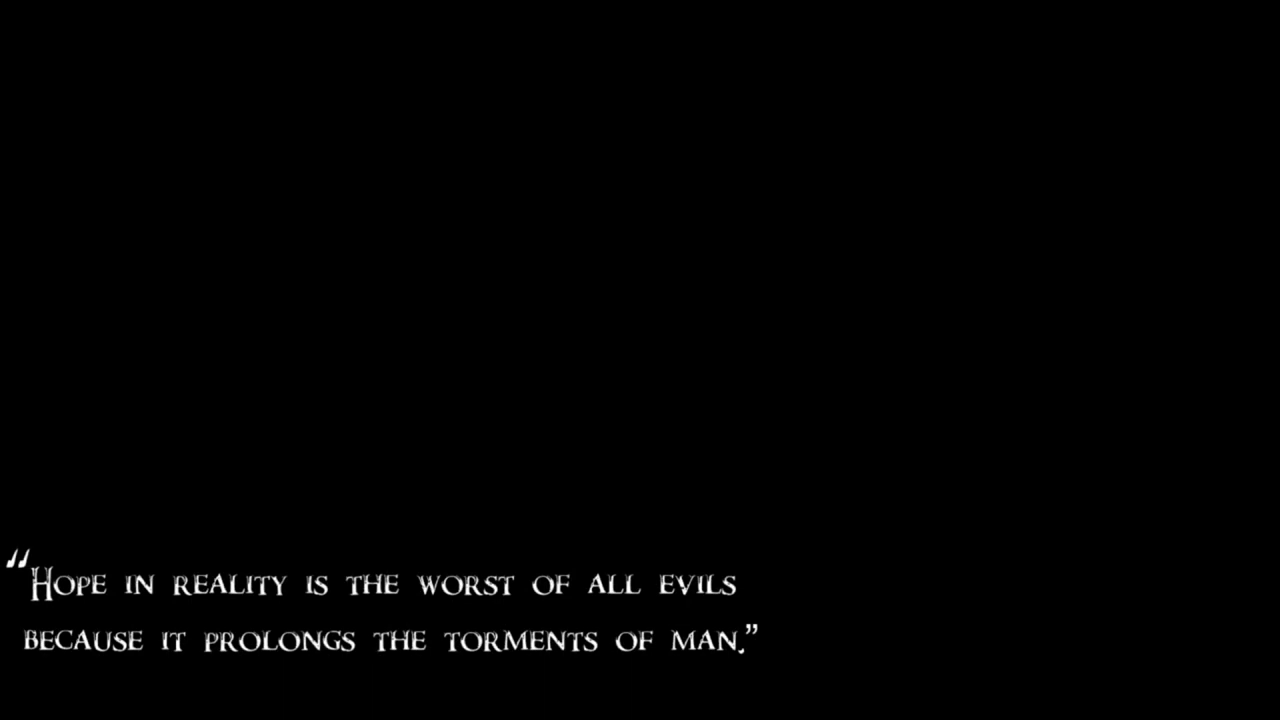 “Hope in reality is the worst of all evils
because it prolongs the torments of man.”